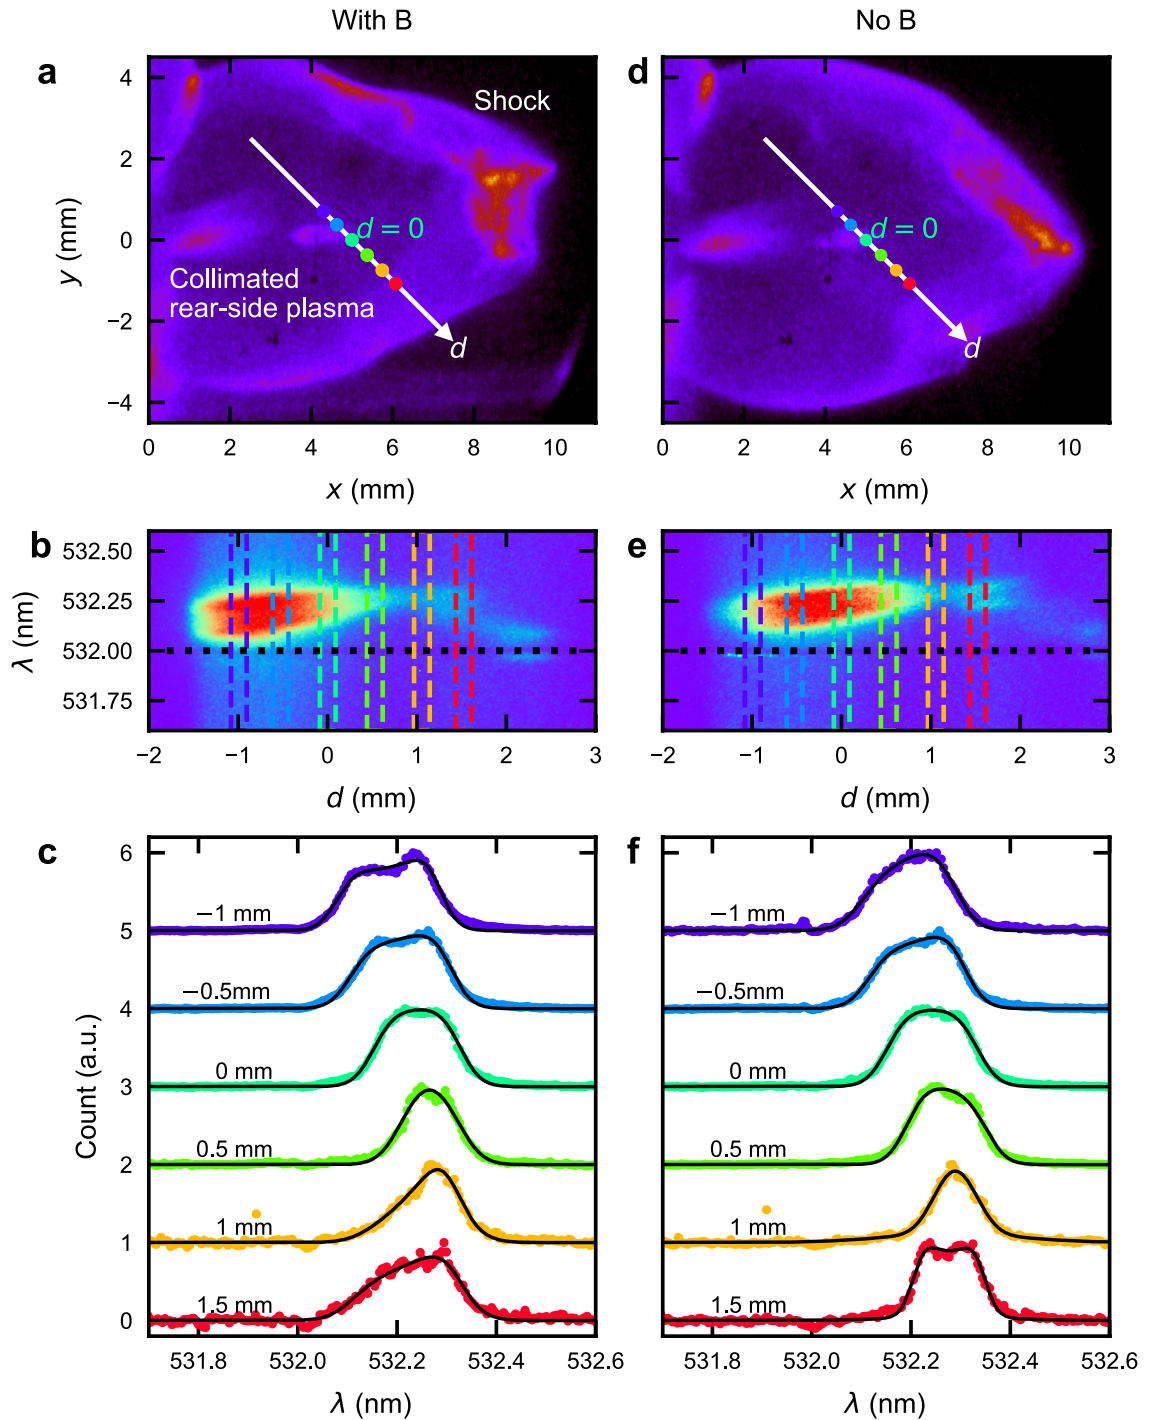 With B
No B
a
d
Shock
d = 0
Collimated
rear-side plasma
d
d = 0
d
y (mm)
4
2
0
−2
−4
0 2 4 6 8 10
0 2 4 6 8 10
x (mm)
x (mm)
b
e
λ (nm)
532.50
532.25
532.00
531.75
−2 −1 0 1 2 3
−2 −1 0 1 2 3
d (mm)
d (mm)
c
f
Count (a.u.)
6
5
4
3
2
1
0
−1 mm
−0.5mm
0 mm
0.5 mm
1 mm
1.5 mm
−1 mm
−0.5mm
0 mm
0.5 mm
1 mm
1.5 mm
531.8 532.0 532.2 532.4 532.6
531.8 532.0 532.2 532.4 532.6
λ (nm)
λ (nm)